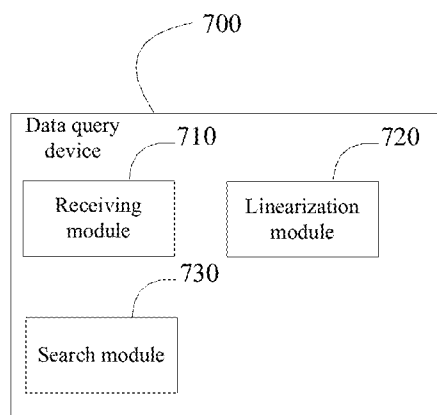 700
Data query
device
710
720
Receiving
module
Linearization
module
730
Search module